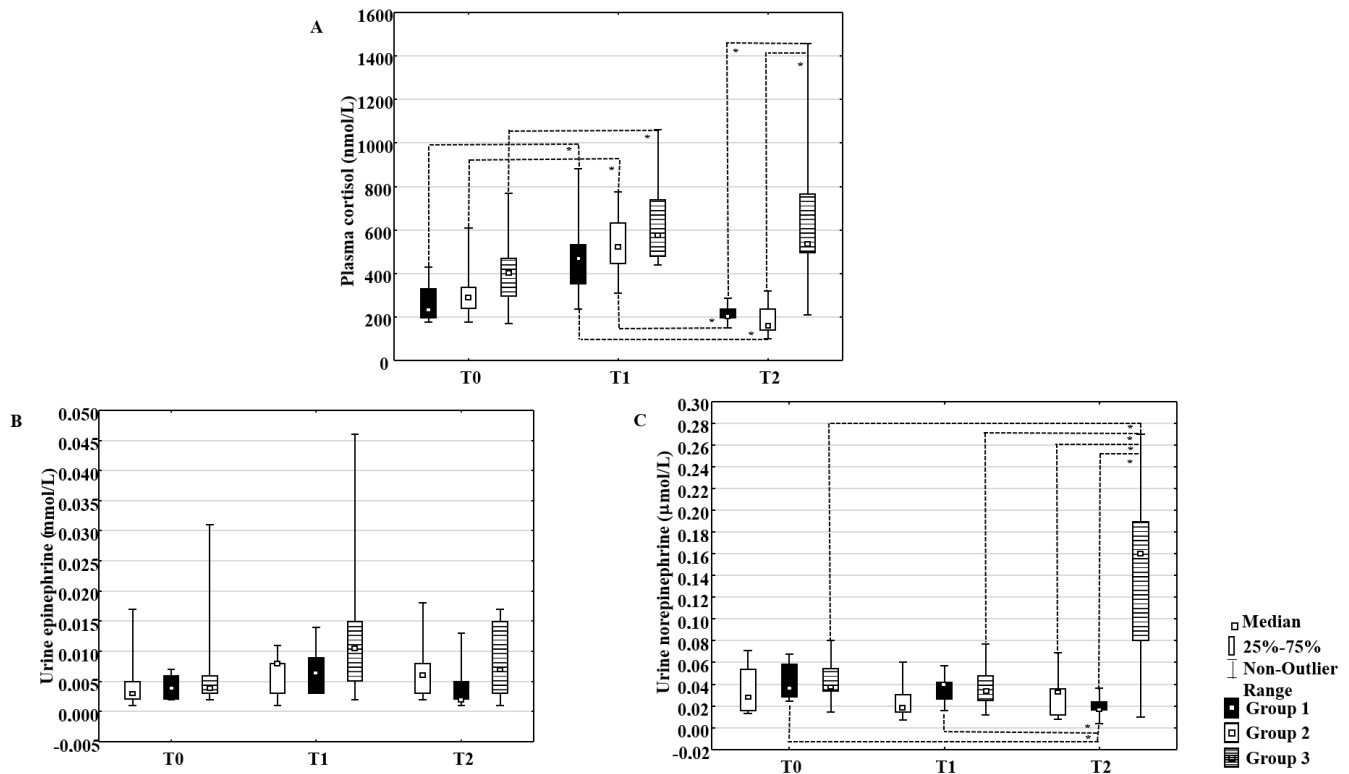 A
Plasma cortisol (nmol/L)
1600
1400
1200
1000
800
600
400
200
0
* * * * * * *
T0 T1 T2
B
Urine epinephrine (mmol/L)
0.050
0.045
0.040
0.035
0.030
0.025
0.020
0.015
0.010
0.005
0.000
-0.005
T0 T1 T2
C
Urine norepinephrine (µmol/L)
0.30
0.28
0.26
0.24
0.22
0.20
0.18
0.16
0.14
0.12
0.10
0.08
0.06
0.04
0.02
0.00
-0.02
*
*
*
*
*
*
T0 T1 T2
Median
25%-75%
Non-Outlier
Range
Group 1
Group 2
Group 3